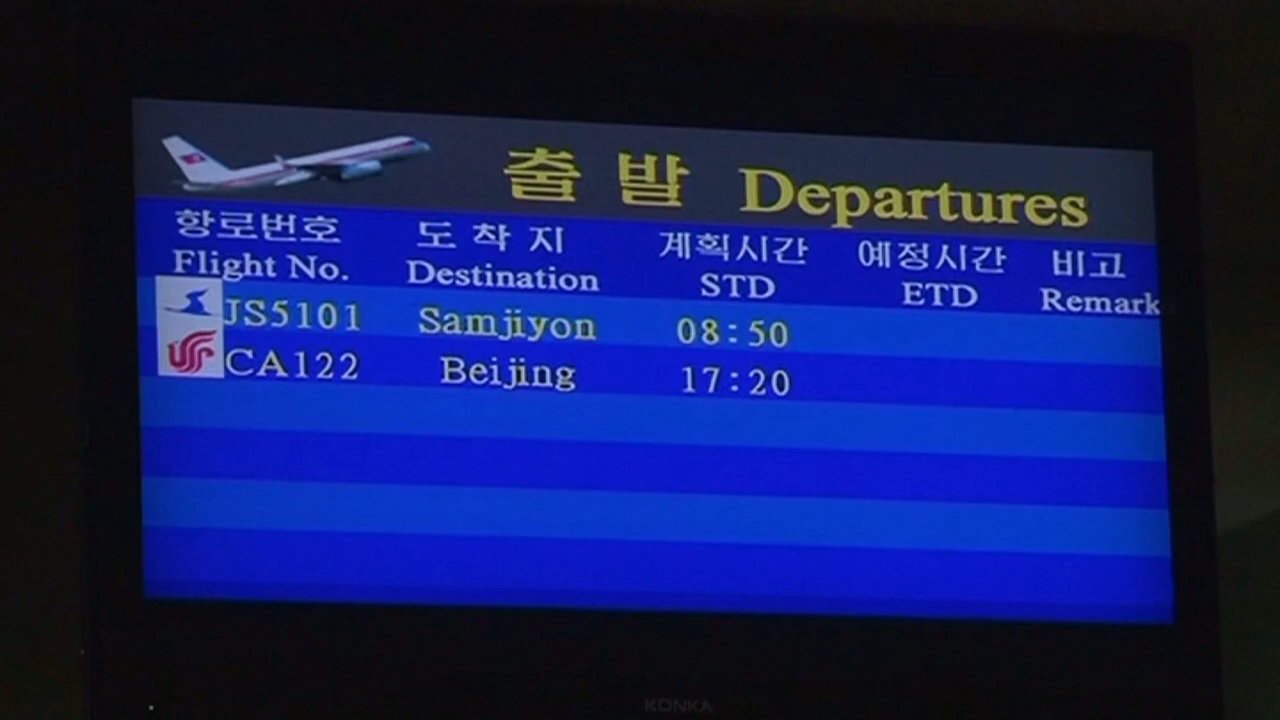 출발 Departures
항로번호 도착지 계획시간 예정시간 비고
Flight No. Destination STD ETD Remark
JS5101 Samjiyon 08:50
CA122 Beijing 17:20
KONKA